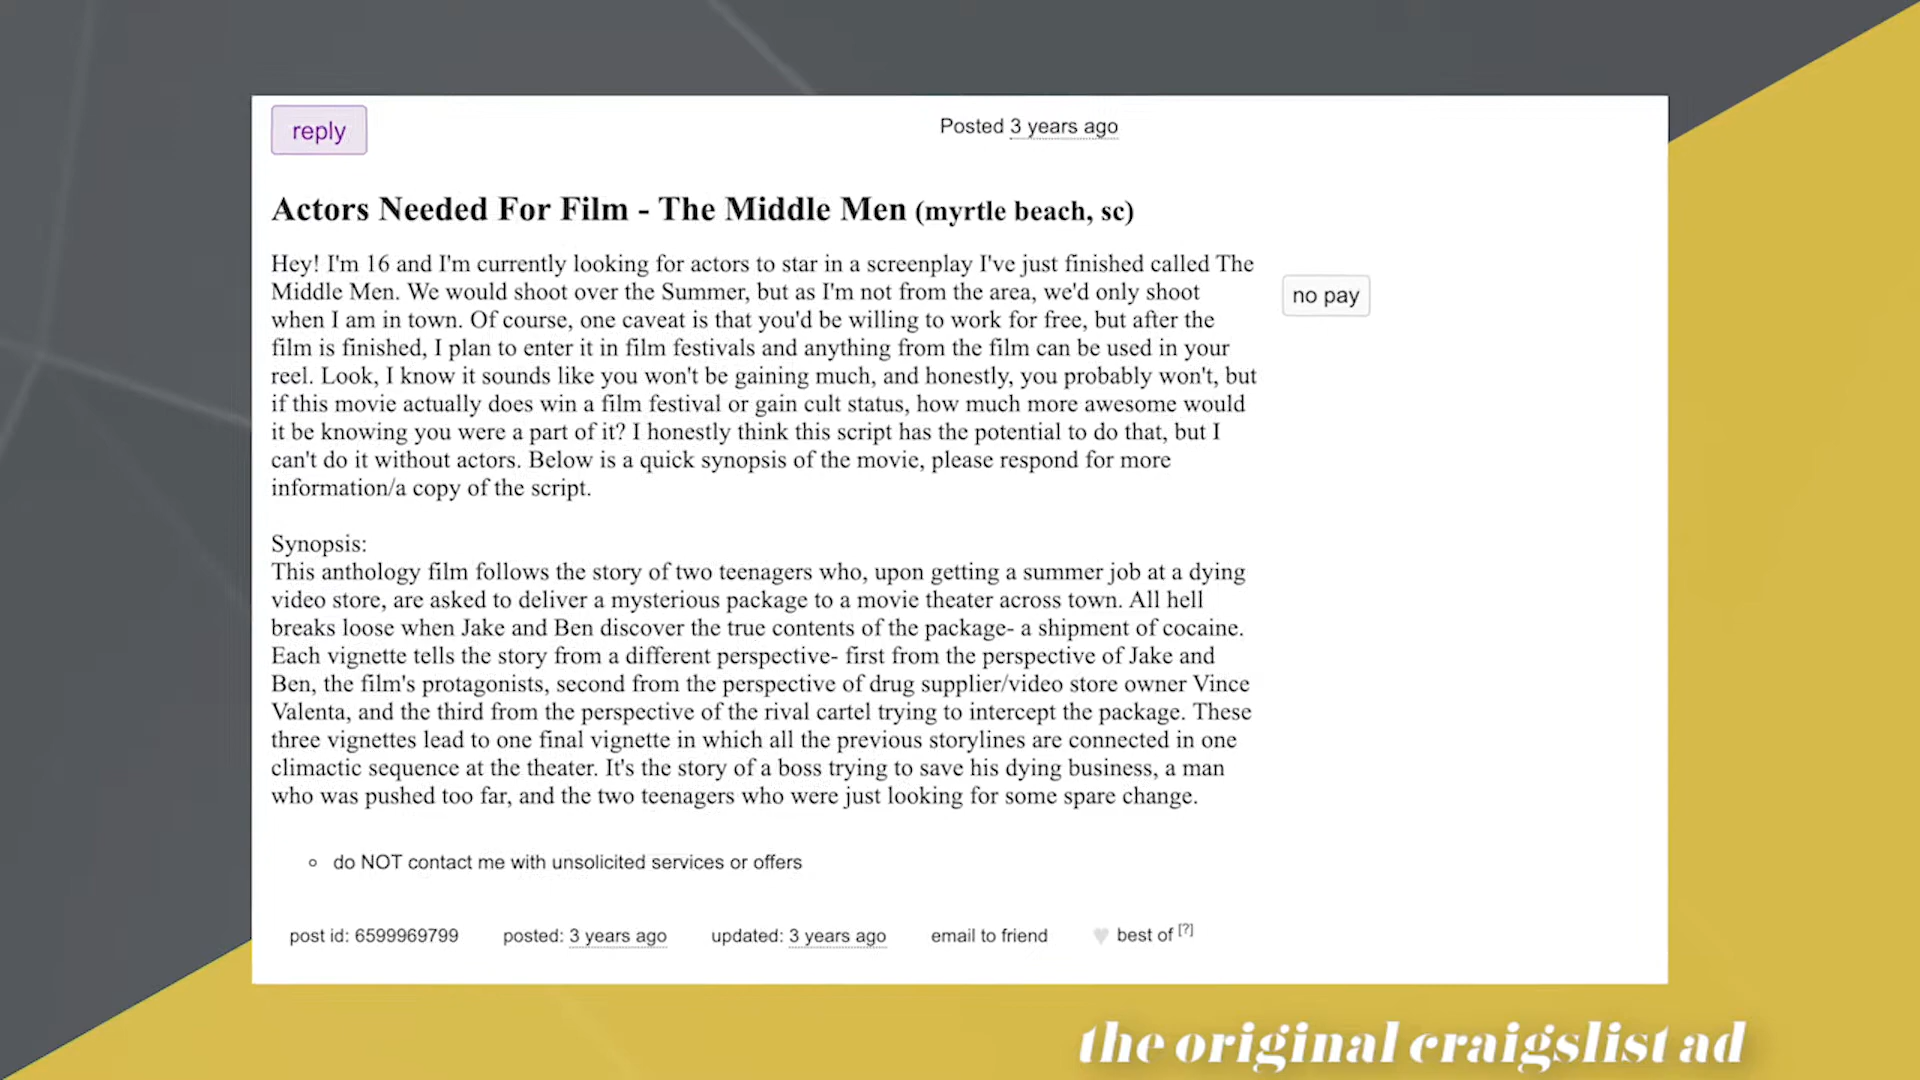 reply
Posted 3 years ago
Actors Needed For Film - The Middle Men (myrtle beach, sc)
Hey! I'm 16 and I'm currently looking for actors to star in a screenplay I've just finished called The
Middle Men. We would shoot over the Summer, but as I'm not from the area, we'd only shoot
when I am in town. Of course, one caveat is that you'd be willing to work for free, but after the
film is finished, I plan to enter it in film festivals and anything from the film can be used in your
reel. Look, I know it sounds like you won't be gaining much, and honestly, you probably won't, but
if this movie actually does win a film festival or gain cult status, how much more awesome would
it be knowing you were a part of it? I honestly think this script has the potential to do that, but I
can't do it without actors. Below is a quick synopsis of the movie, please respond for more
information/a copy of the script.
no pay
Synopsis:
This anthology film follows the story of two teenagers who, upon getting a summer job at a dying
video store, are asked to deliver a mysterious package to a movie theater across town. All hell
breaks loose when Jake and Ben discover the true contents of the package- a shipment of cocaine.
Each vignette tells the story from a different perspective- first from the perspective of Jake and
Ben, the film's protagonists, second from the perspective of drug supplier/video store owner Vince
Valenta, and the third from the perspective of the rival cartel trying to intercept the package. These
three vignettes lead to one final vignette in which all the previous storylines are connected in one
climactic sequence at the theater. It's the story of a boss trying to save his dying business, a man
who was pushed too far, and the two teenagers who were just looking for some spare change.
do NOT contact me with unsolicited services or offers
post id: 6599969799 posted: 3 years ago updated: 3 years ago email to friend best of [?]
the original craigslist ad